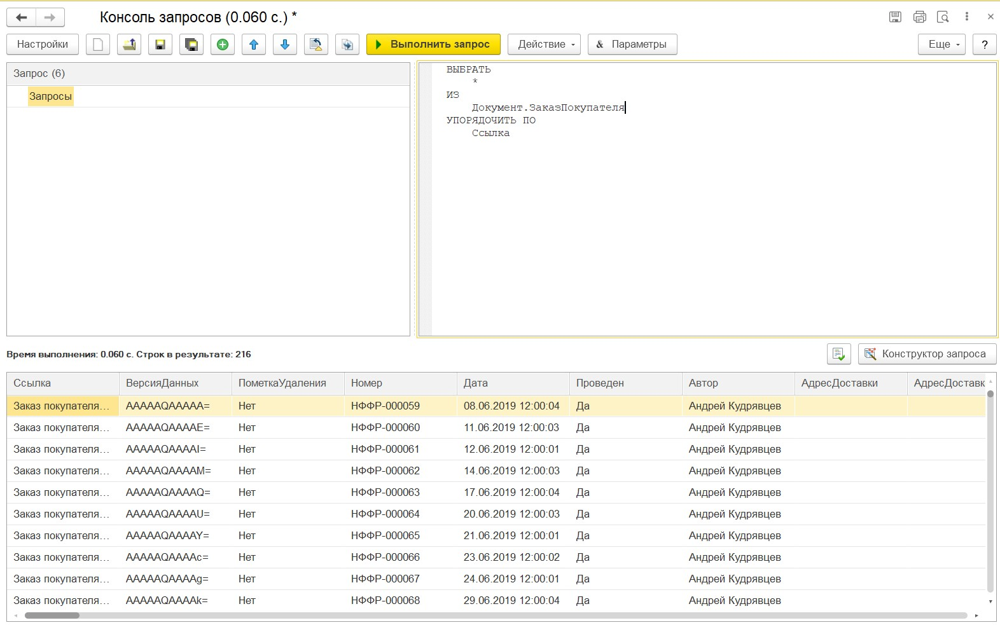 Консоль запросов (0.060 с.) *
Настройки Выполнить запрос Действие & Параметры Еще ?
Запрос (6)
Запросы
ВЫБРАТЬ
*
ИЗ
Документ.ЗаказПокупателя
УПОРЯДОЧИТЬ ПО
Ссылка
Время выполнения: 0.060 с. Строк в результате: 216
Конструктор запроса
Ссылка ВерсияДанных ПометкаУдаления Номер Дата Проведен Автор АдресДоставки АдресДоставк
Заказ покупателя... AAAAAQAAAAA= Нет НФФР-000059 08.06.2019 12:00:04 Да Андрей Кудрявцев
Заказ покупателя... AAAAAQAAAAE= Нет НФФР-000060 11.06.2019 12:00:03 Да Андрей Кудрявцев
Заказ покупателя... AAAAAQAAAAI= Нет НФФР-000061 12.06.2019 12:00:01 Да Андрей Кудрявцев
Заказ покупателя... AAAAAQAAAAM= Нет НФФР-000062 14.06.2019 12:00:03 Да Андрей Кудрявцев
Заказ покупателя... AAAAAQAAAAQ= Нет НФФР-000063 17.06.2019 12:00:04 Да Андрей Кудрявцев
Заказ покупателя... AAAAAQAAAAU= Нет НФФР-000064 20.06.2019 12:00:03 Да Андрей Кудрявцев
Заказ покупателя... AAAAAQAAAAY= Нет НФФР-000065 21.06.2019 12:00:01 Да Андрей Кудрявцев
Заказ покупателя... AAAAAQAAAAc= Нет НФФР-000066 23.06.2019 12:00:02 Да Андрей Кудрявцев
Заказ покупателя... AAAAAQAAAAg= Нет НФФР-000067 24.06.2019 12:00:01 Да Андрей Кудрявцев
Заказ покупателя... AAAAAQAAAAk= Нет НФФР-000068 29.06.2019 12:00:04 Да Андрей Кудрявцев